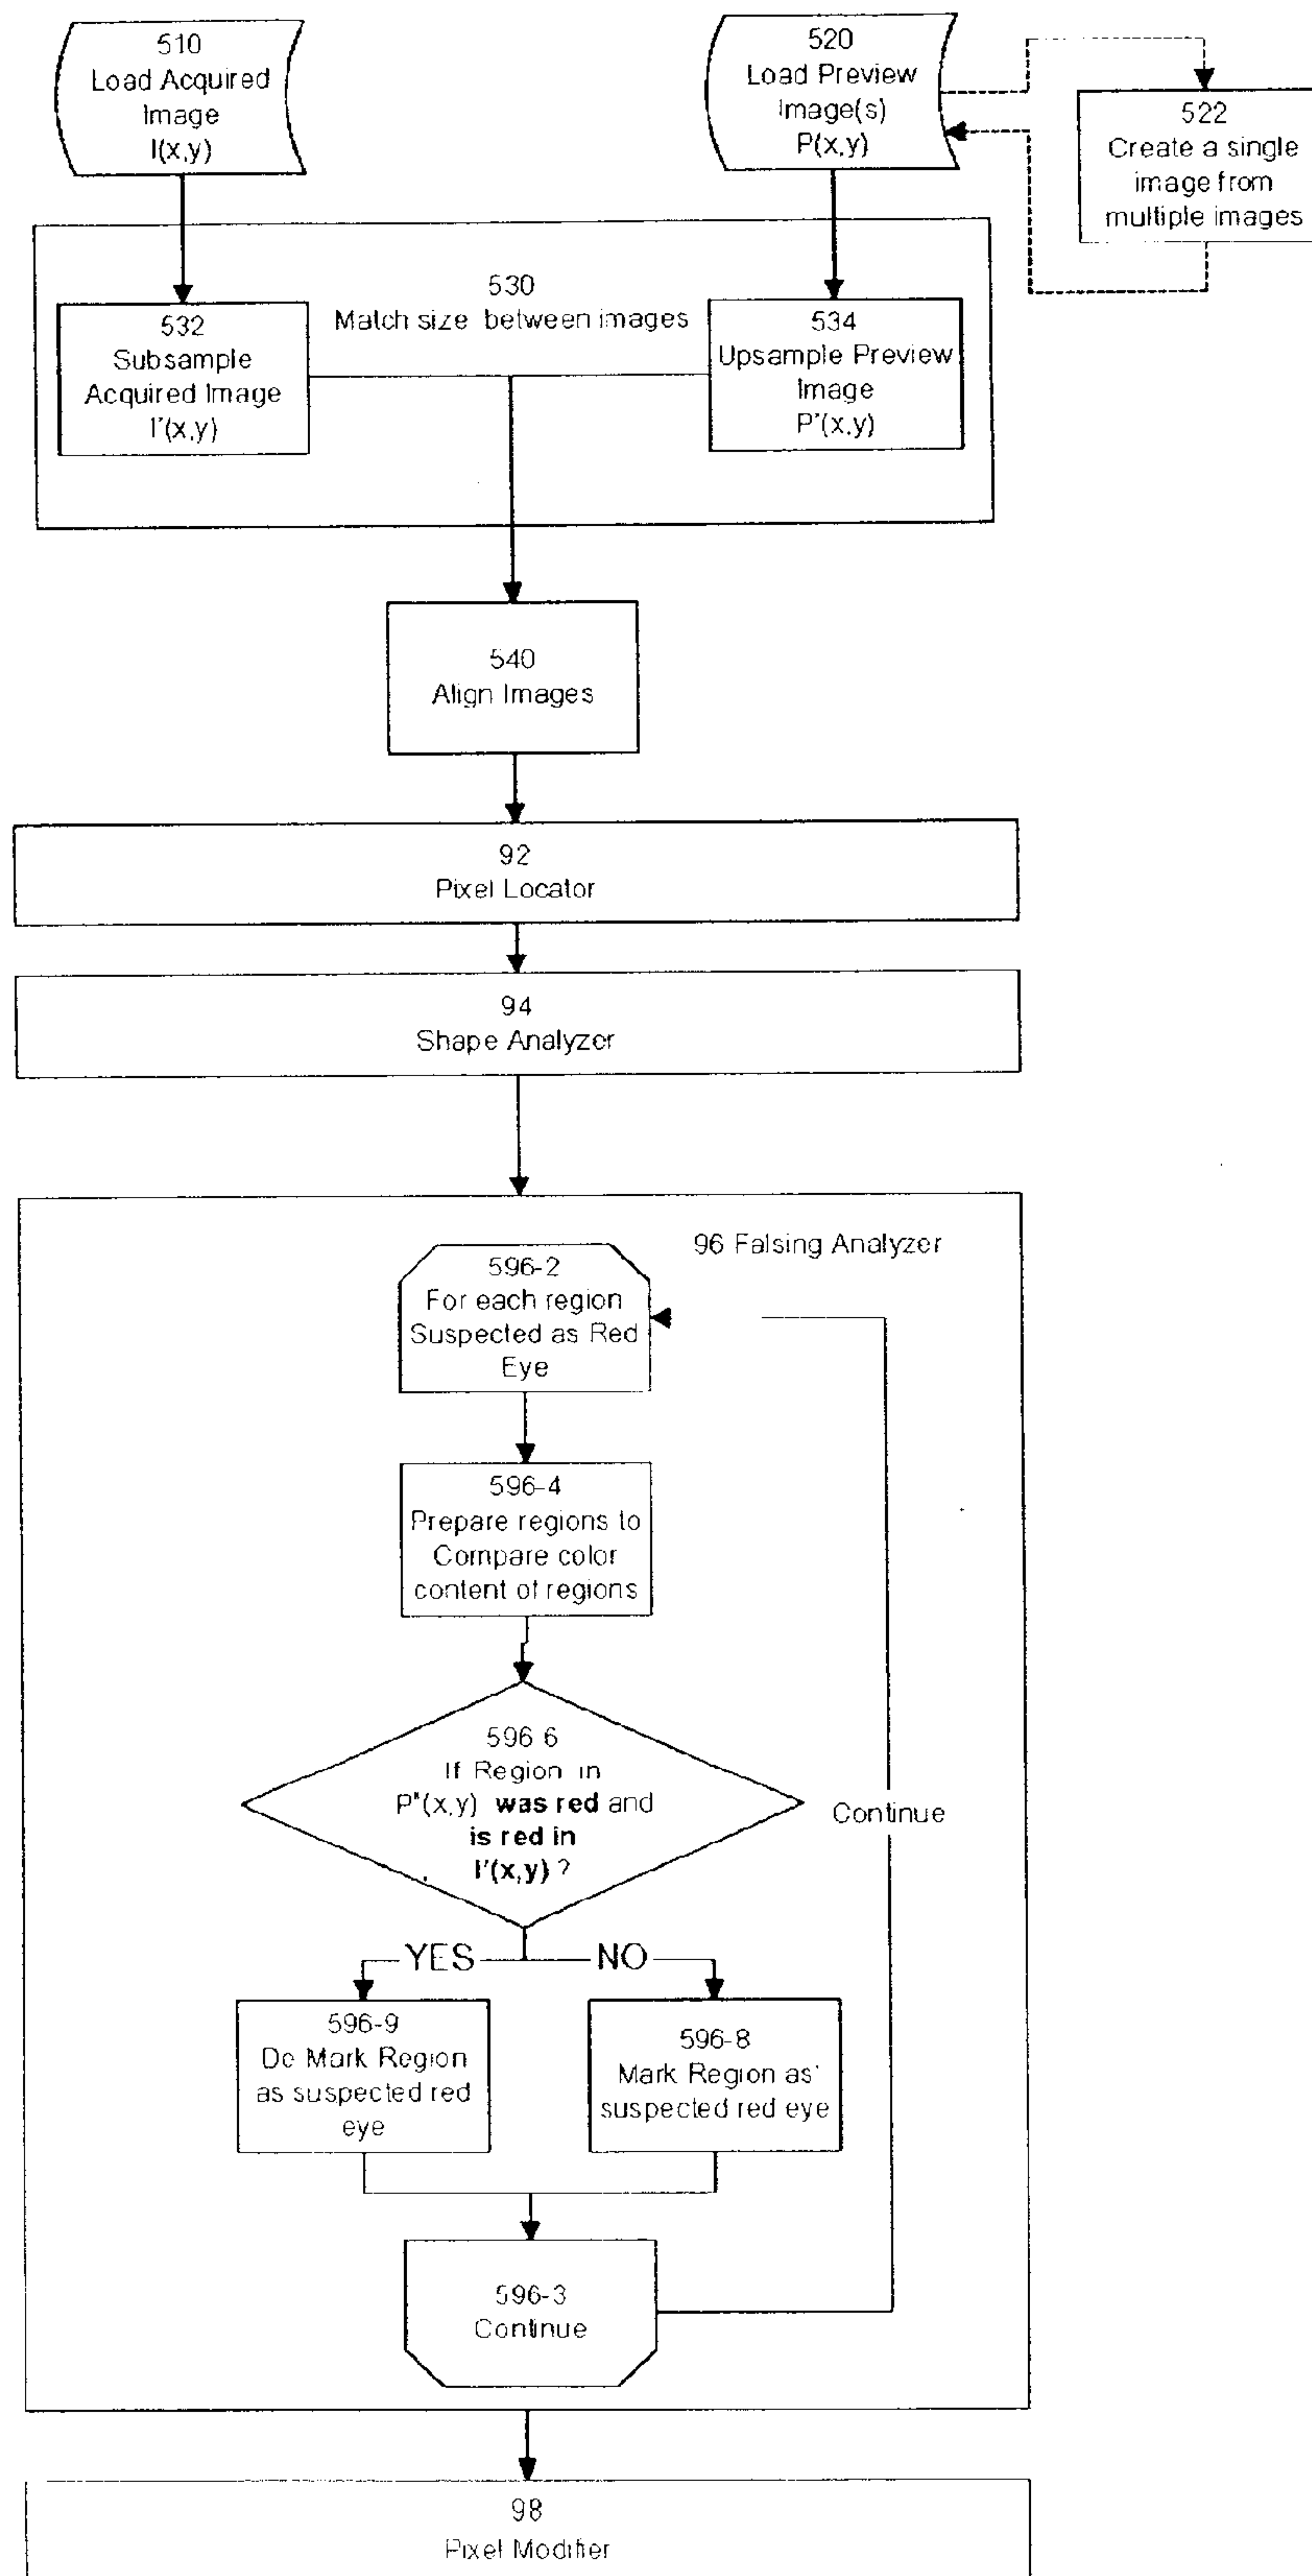 510
Load Acquired
Image
I(x,y)
520
Load Preview
Image(s)
P(x,y)
522
Create a single
image from
multiple images
530
Match size between images
532
Subsample
Acquired Image
I'(x,y)
534
Upsample Preview
Image
P'(x,y)
540
Align Images
92
Pixel Locator
94
Shape Analyzer
96 Falsing Analyzer
596-2
For each region
Suspected as Red
Eye
596-4
Prepare regions to
Compare color
content of regions
596 6
If Region in
P'(x,y) was red and
is red in
I'(x,y) ?
Continue
YES
NO
596-9
De Mark Region
as suspected red
eye
596-8
Mark Region as
suspected red eye
596-3
Continue
98
Pixel Modifier